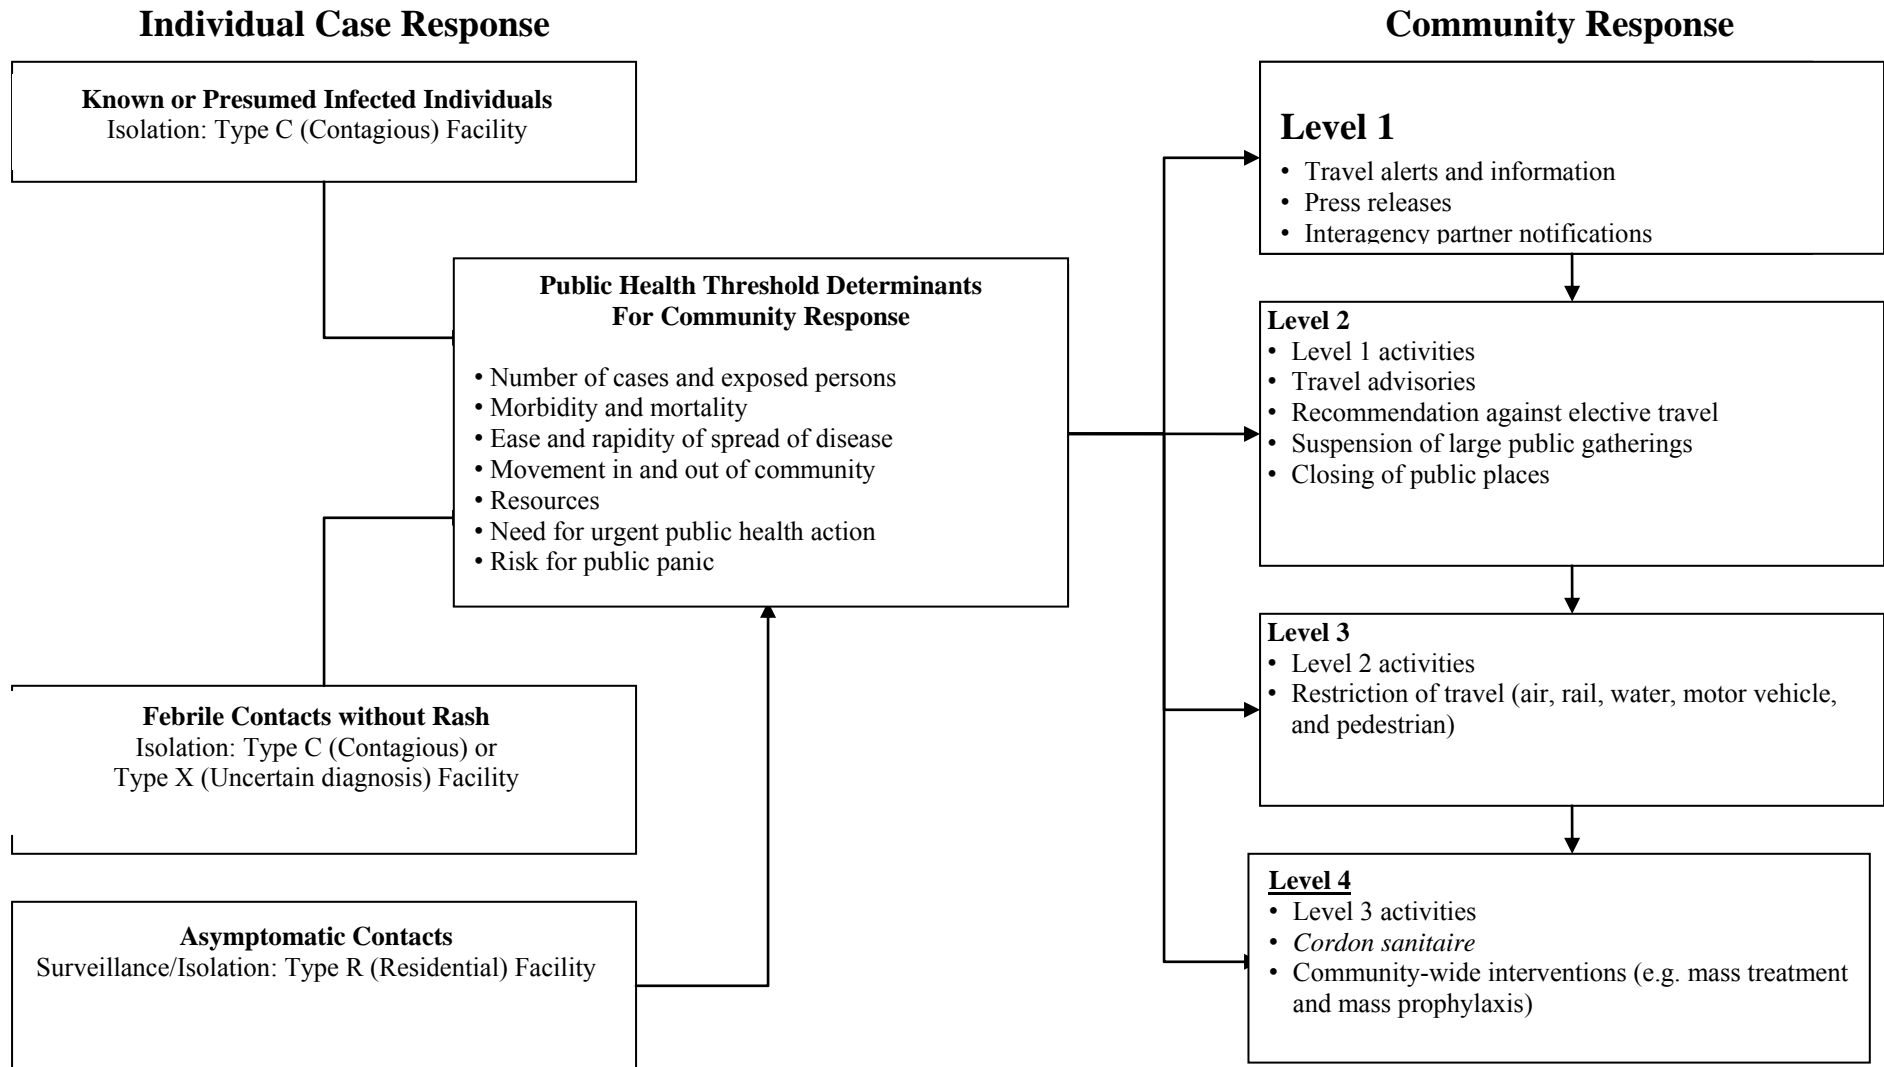 Individual Case Response
Known or Presumed Infected Individuals
Isolation: Type C (Contagious) Facility
Public Health Threshold Determinants
For Community Response
• Number of cases and exposed persons
• Morbidity and mortality
• Ease and rapidity of spread of disease
• Movement in and out of community
• Resources
• Need for urgent public health action
• Risk for public panic
Febrile Contacts without Rash
Isolation: Type C (Contagious) or
Type X (Uncertain diagnosis) Facility
Asymptomatic Contacts
Surveillance/Isolation: Type R (Residential) Facility
Community Response
Level 1
• Travel alerts and information
• Press releases
• Interagency partner notifications
Level 2
• Level 1 activities
• Travel advisories
• Recommendation against elective travel
• Suspension of large public gatherings
• Closing of public places
Level 3
• Level 2 activities
• Restriction of travel (air, rail, water, motor vehicle,
and pedestrian)
Level 4
• Level 3 activities
• Cordon sanitaire
• Community-wide interventions (e.g. mass treatment
and mass prophylaxis)